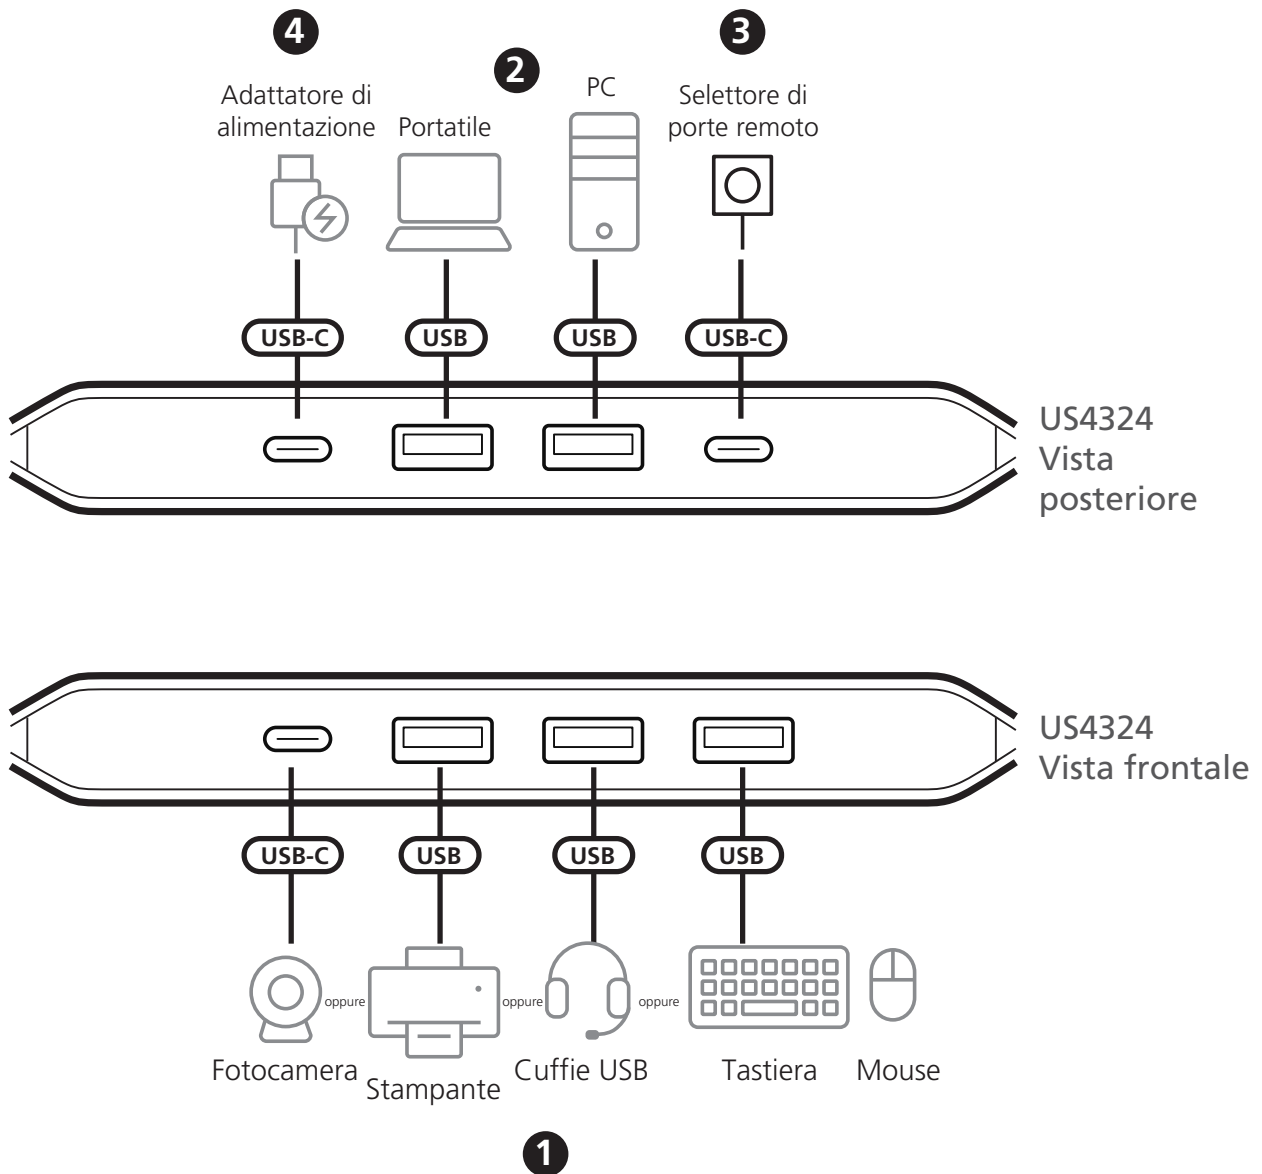 4
2
3
Adattatore di
alimentazione
Portatile
PC
Selettore di
porte remoto
USB-C
USB
USB
USB-C
US4324
Vista
posteriore
US4324
Vista frontale
USB-C
USB
USB
USB
oppure
oppure
oppure
Fotocamera
Stampante
Cuffie USB
Tastiera
Mouse
1